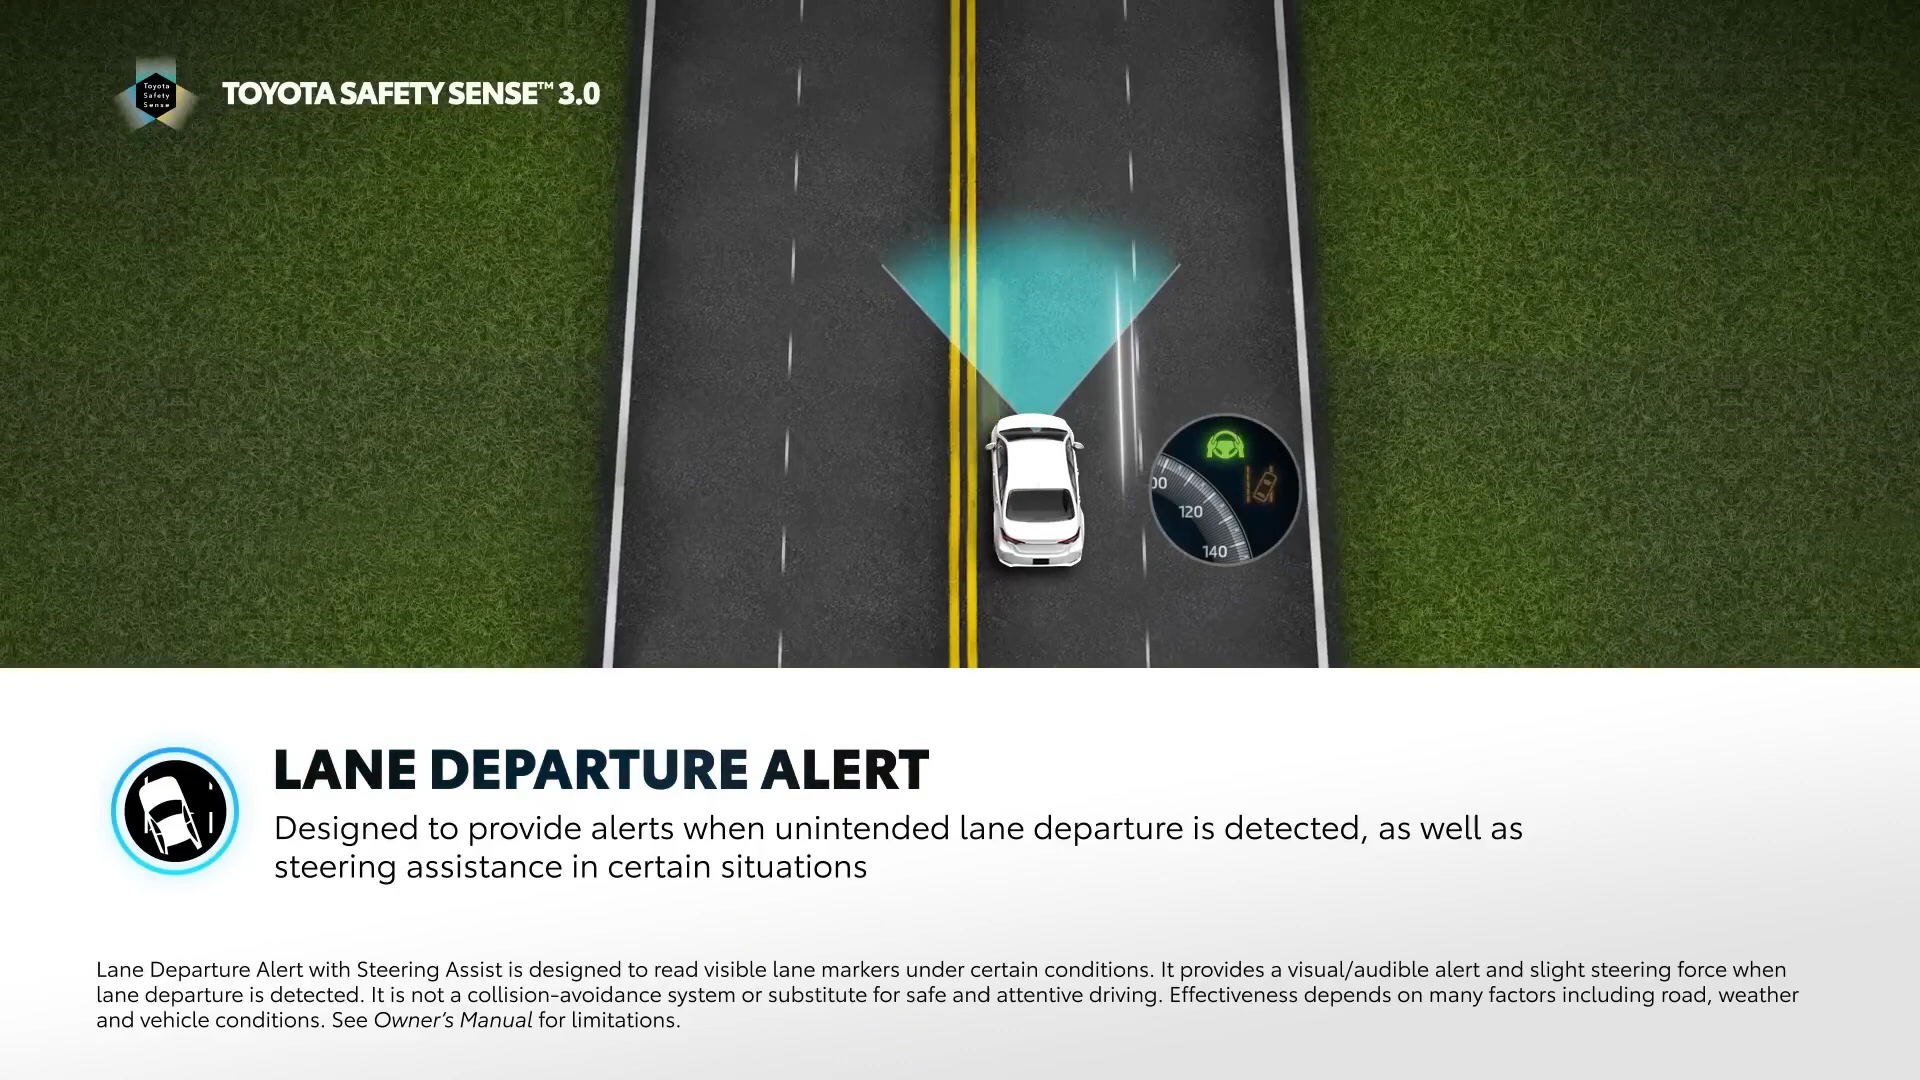 Toyota
Safety
Sense
TOYOTA SAFETY SENSE™ 3.0
00
120
140
LANE DEPARTURE ALERT
Designed to provide alerts when unintended lane departure is detected, as well as
steering assistance in certain situations
Lane Departure Alert with Steering Assist is designed to read visible lane markers under certain conditions. It provides a visual/audible alert and slight steering force when
lane departure is detected. It is not a collision-avoidance system or substitute for safe and attentive driving. Effectiveness depends on many factors including road, weather
and vehicle conditions. See Owner’s Manual for limitations.